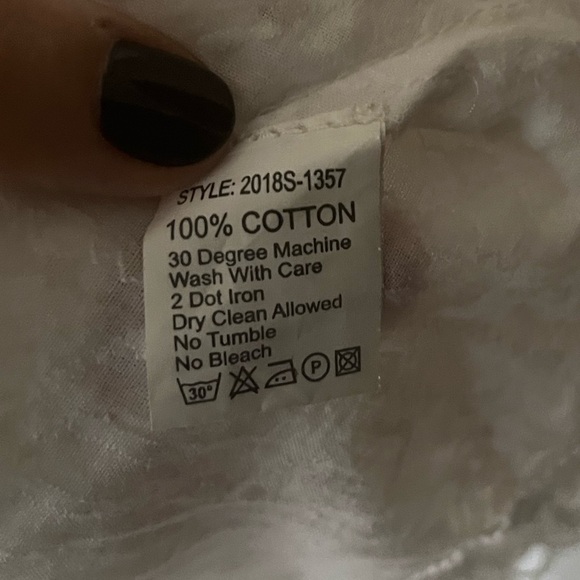 STYLE: 2018S-1357
100% COTTON
30 Degree Machine
Wash With Care
2 Dot Iron
Dry Clean Allowed
No Tumble
No Bleach
30° P